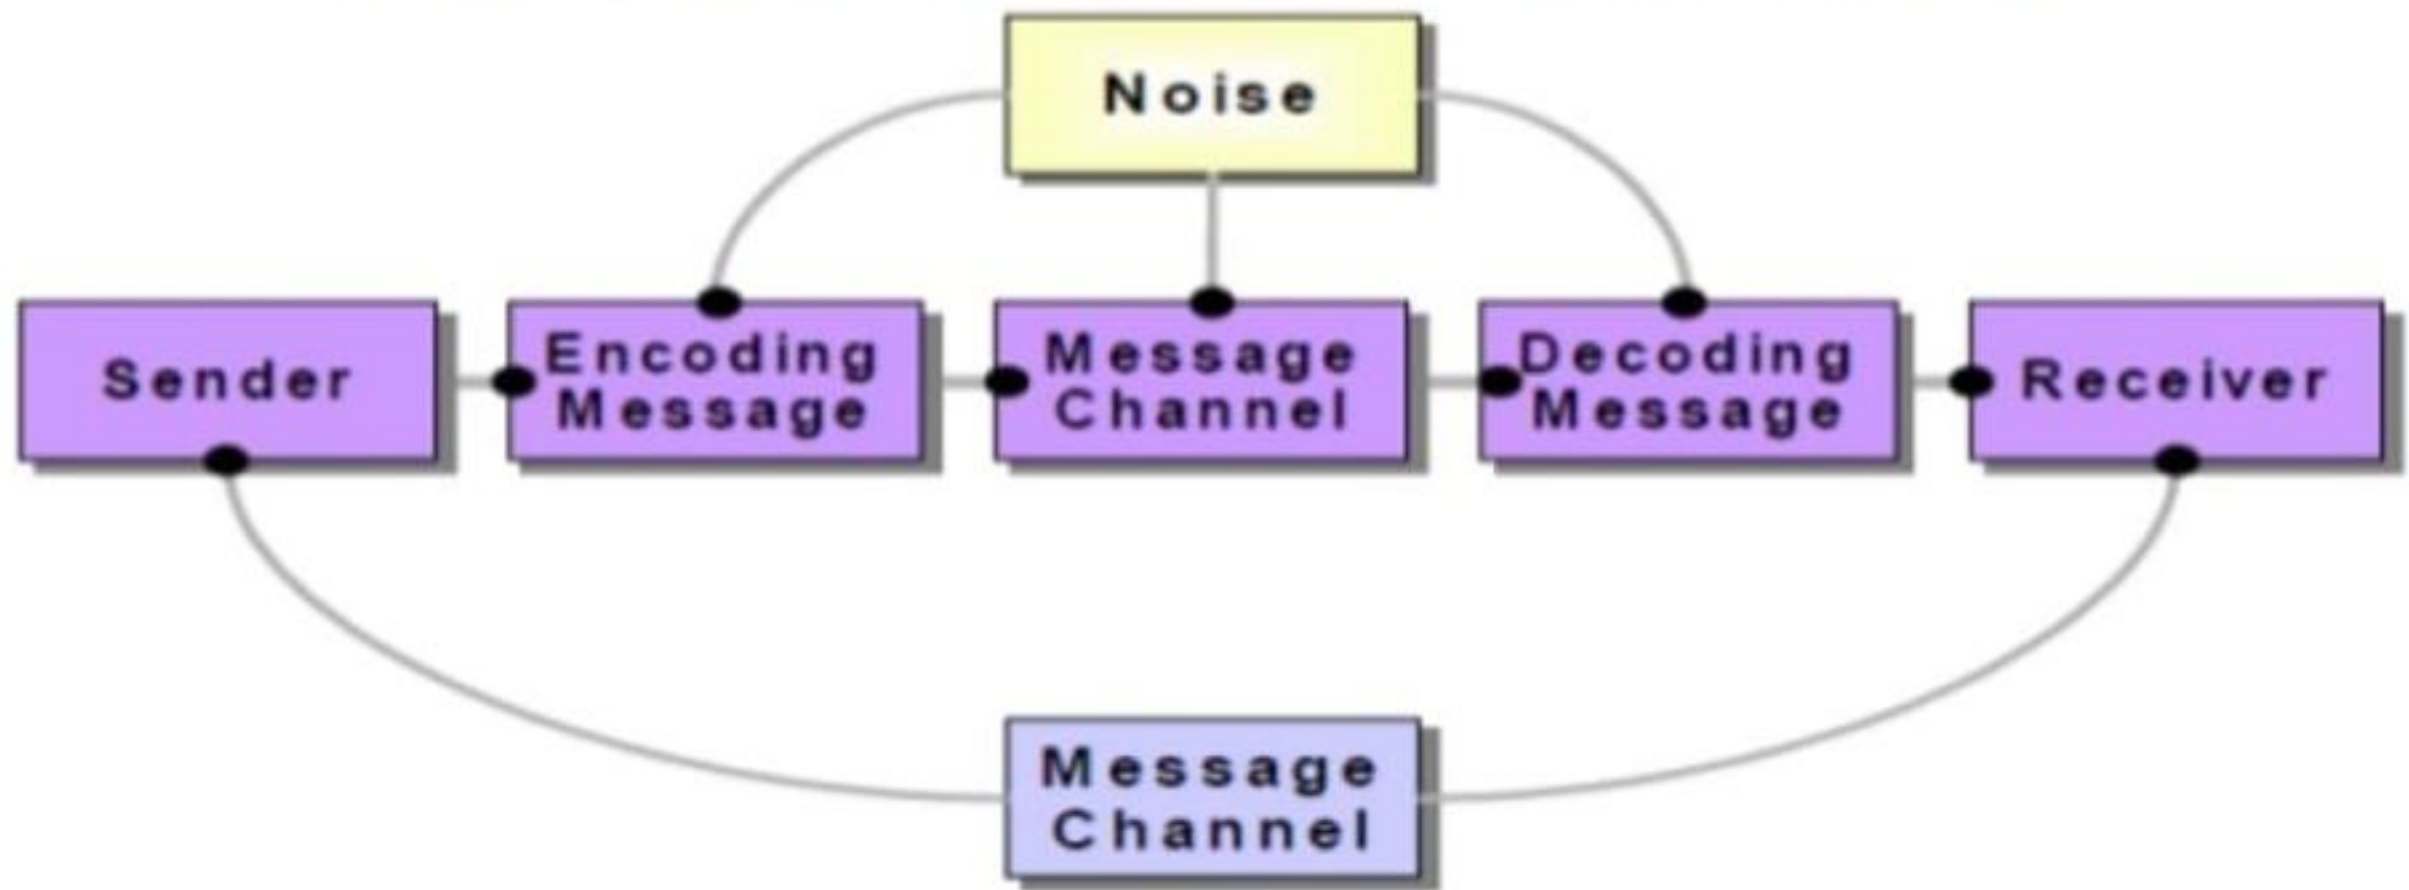 Noise
Sender
Encoding
Message
Message
Channel
Decoding
Message
Receiver
Message
Channel